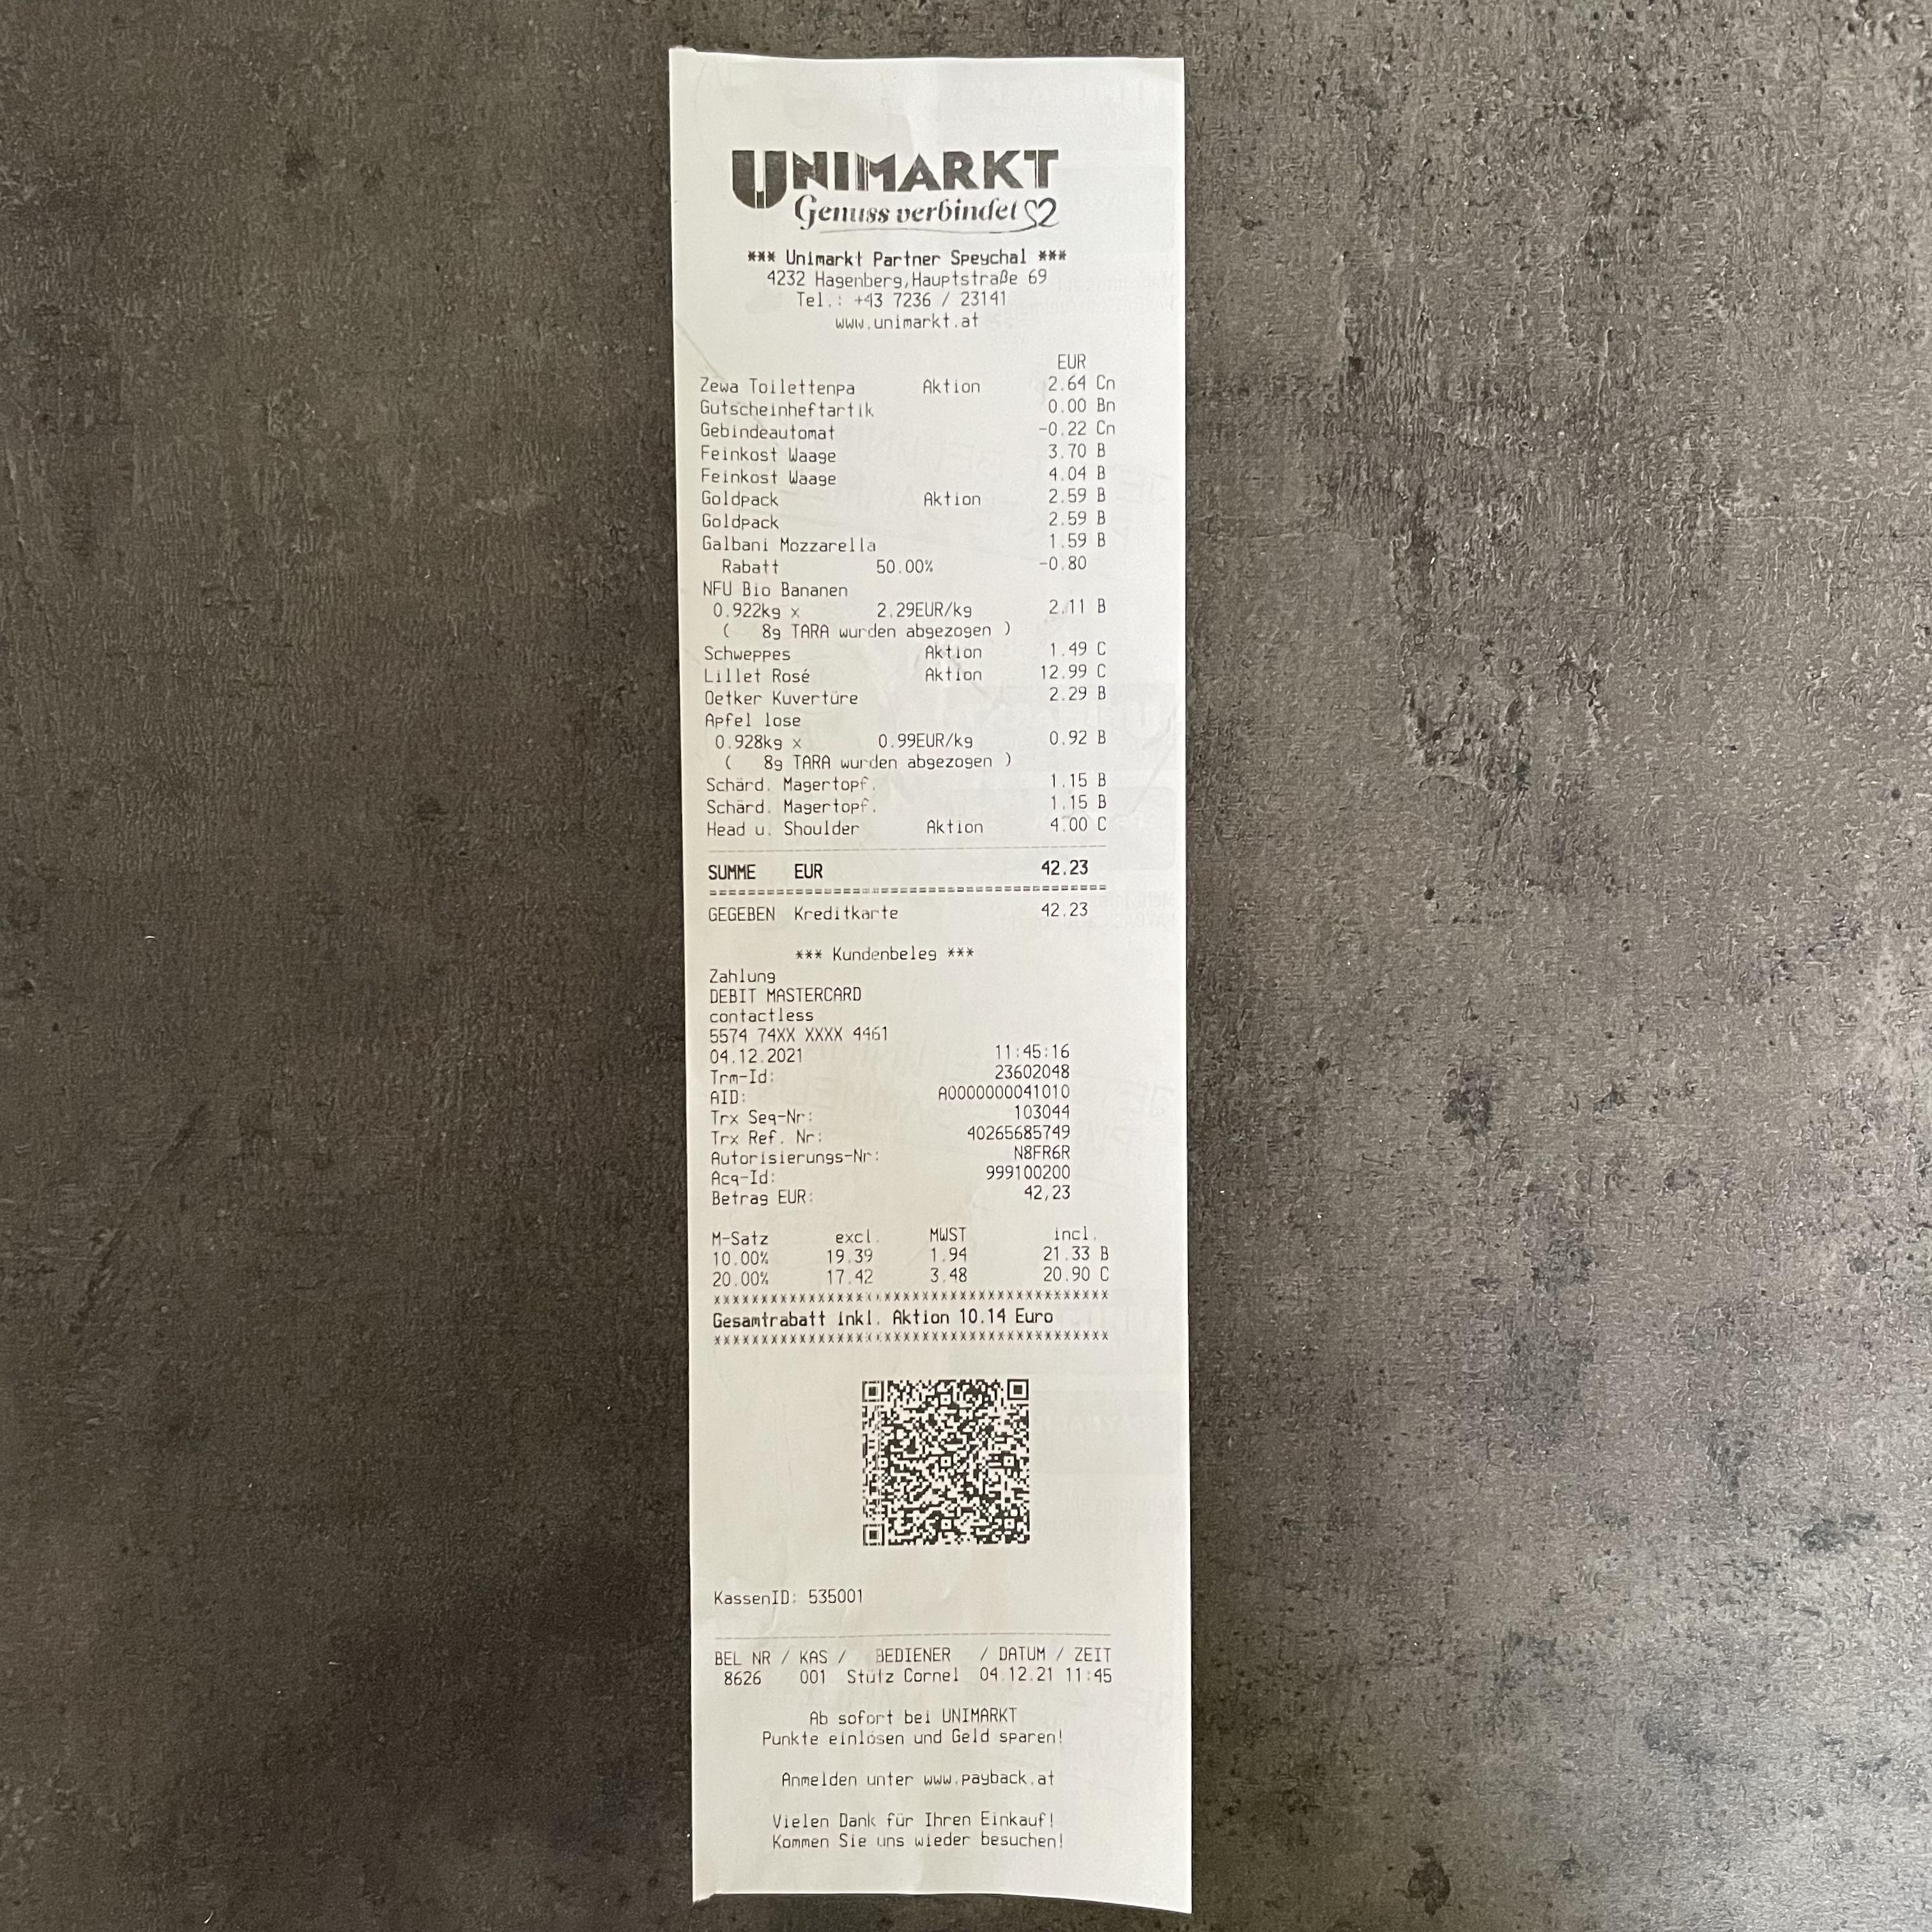 UNIMARKT
Genuss verbindet
*** Unimarkt Partner Speychal ***
4232 Hagenberg,Hauptstraße 69
Tel.: +43 7236 / 23141
www.unimarkt.at
EUR
Zewa Toilettenpa Aktion 2.64 Cn
Gutscheinheftartik 0.00 Bn
Gebindeautomat -0.22 Cn
Feinkost Waage 3.70 B
Feinkost Waage 4.04 B
Goldpack Aktion 2.59 B
Goldpack 2.59 B
Galbani Mozzarella 1.59 B
Rabatt 50.00% -0.80
NFU Bio Bananen
0.922kg x 2.29EUR/kg 2.11 B
( 8g TARA wurden abgezogen )
Schweppes Aktion 1.49 C
Lillet Rosé Aktion 12.99 C
Oetker Kuvertüre 2.29 B
Apfel lose
0.928kg x 0.99EUR/kg 0.92 B
( 8g TARA wurden abgezogen )
Schärd. Magertopf. 1.15 B
Schärd. Magertopf. 1.15 B
Head u. Shoulder Aktion 4.00 C
SUMME EUR 42.23
GEGEBEN Kreditkarte 42.23
*** Kundenbeleg ***
Zahlung
DEBIT MASTERCARD
contactless
5574 74XX XXXX 4461
04.12.2021 11:45:16
Trm-Id: 23602048
AID: A0000000041010
Trx Seq-Nr: 103044
Trx Ref. Nr: 40265685749
Autorisierungs-Nr: N8FR6R
Acq-Id: 999100200
Betrag EUR: 42,23
M-Satz excl. MWST incl.
10.00% 19.39 1.94 21.33 B
20.00% 17.42 3.48 20.90 C
Gesamtrabatt inkl. Aktion 10.14 Euro
KassenID: 535001
BEL NR / KAS / BEDIENER / DATUM / ZEIT
8626 001 Stütz Cornel 04.12.21 11:45
Ab sofort bei UNIMARKT
Punkte einlösen und Geld sparen!
Anmelden unter www.payback.at
Vielen Dank für Ihren Einkauf!
Kommen Sie uns wieder besuchen!